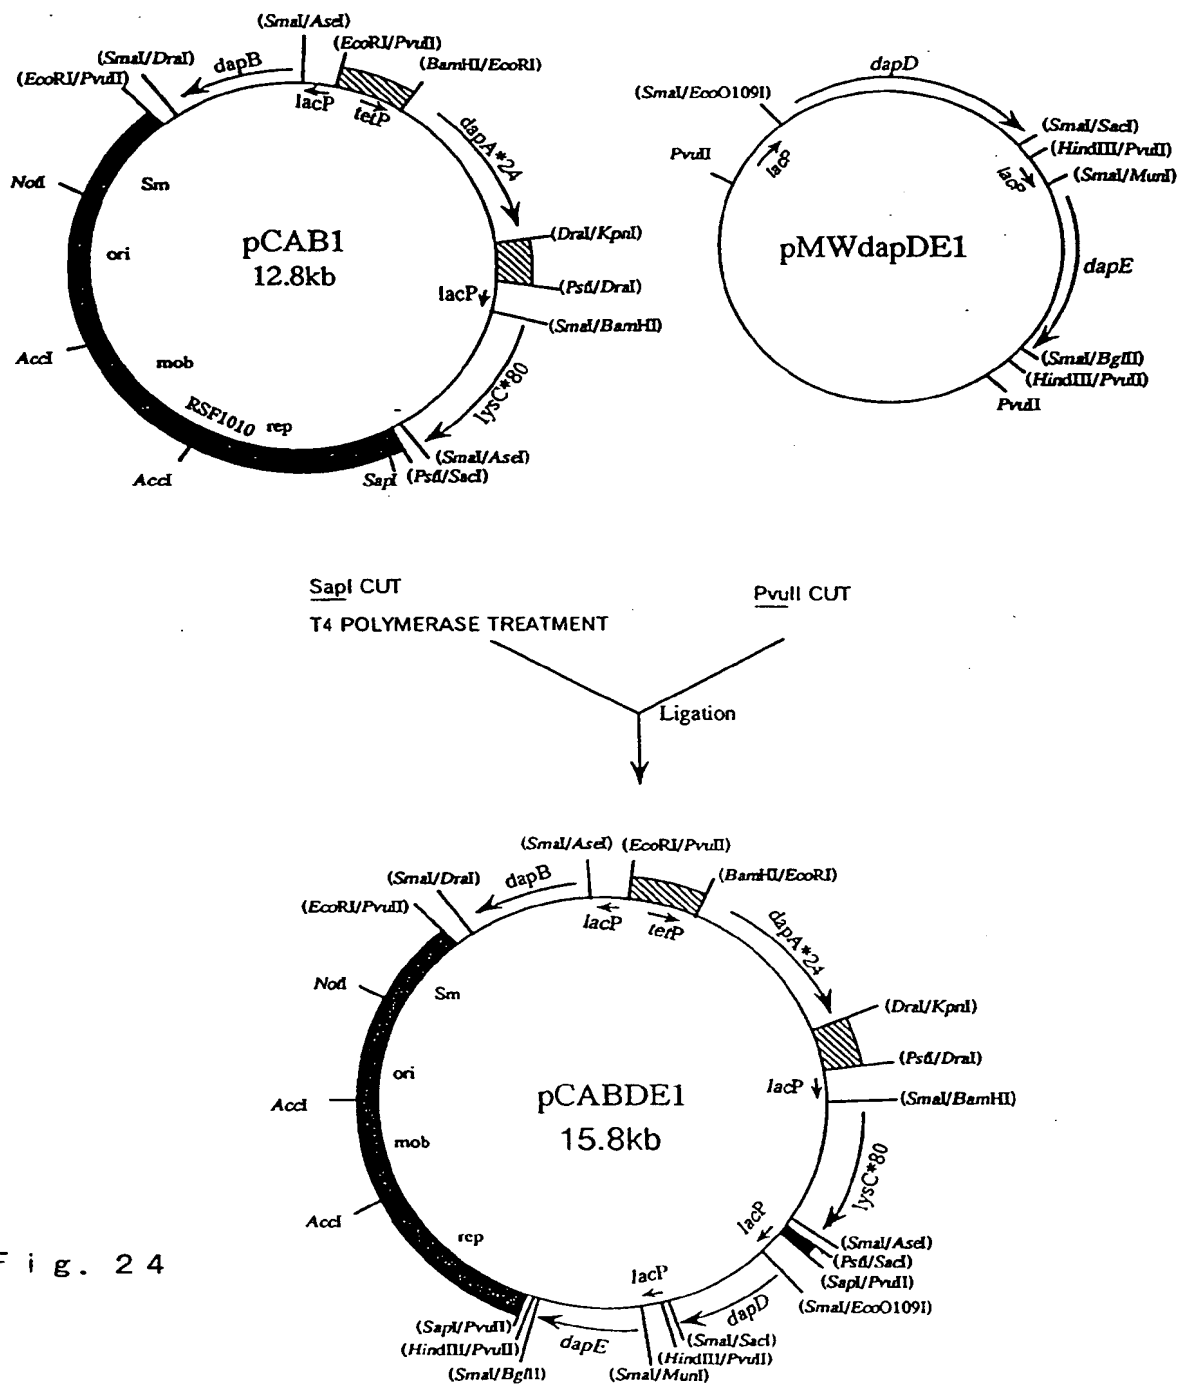 (SmaI/AseI)
(EcoRI/PvuII)
(BamHI/EcoRI)
dapB
(SmaI/DraI)
(EcoRI/PvuII)
lacP
tetP
dapA*24
NotI
Sm
ori
pCAB1
12.8kb
(DraI/KpnI)
(PstI/DraI)
lacP
(SmaI/BamHI)
AccI
mob
lysC*80
RSF1010
rep
AccI
SapI
(SmaI/AseI)
(PstI/SacI)
dapD
(SmaI/EcoO109I)
(SmaI/SacI)
(HindIII/PvuII)
(SmaI/MunI)
PvuII
lacP
lacP
pMWdapDE1
dapE
(SmaI/BglII)
(HindIII/PvuII)
PvuII
SapI CUT
T4 POLYMERASE TREATMENT
PvuII CUT
Ligation
(SmaI/AseI)
(EcoRI/PvuII)
(BamHI/EcoRI)
dapB
(SmaI/DraI)
(EcoRI/PvuII)
lacP
tetP
dapA*24
NotI
Sm
(DraI/KpnI)
(PstI/DraI)
ori
AccI
pCABDE1
15.8kb
lacP
(SmaI/BamHI)
mob
lysC*80
AccI
rep
lacP
(SmaI/AseI)
(PstI/SacI)
(SapI/PvuII)
(SmaI/EcoO109I)
lacP
dapD
(SmaI/SacI)
(HindIII/PvuII)
(SmaI/MunI)
dapE
(SapI/PvuII)
(HindIII/PvuII)
(SmaI/BglII)
Fig. 24